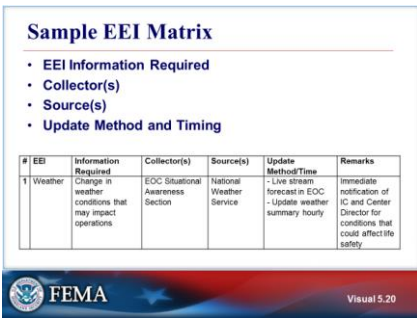 Sample EEI Matrix
• EEI Information Required
• Collector(s)
• Source(s)
• Update Method and Timing
# EEI Information Required Collector(s) Source(s) Update Method/Time Remarks
1 Weather Change in weather conditions that may impact operations EOC Situational Awareness Section National Weather Service - Live stream forecast in EOC - Update weather summary hourly Immediate notification of IC and Center Director for conditions that could affect life safety
FEMA
Visual 5.20